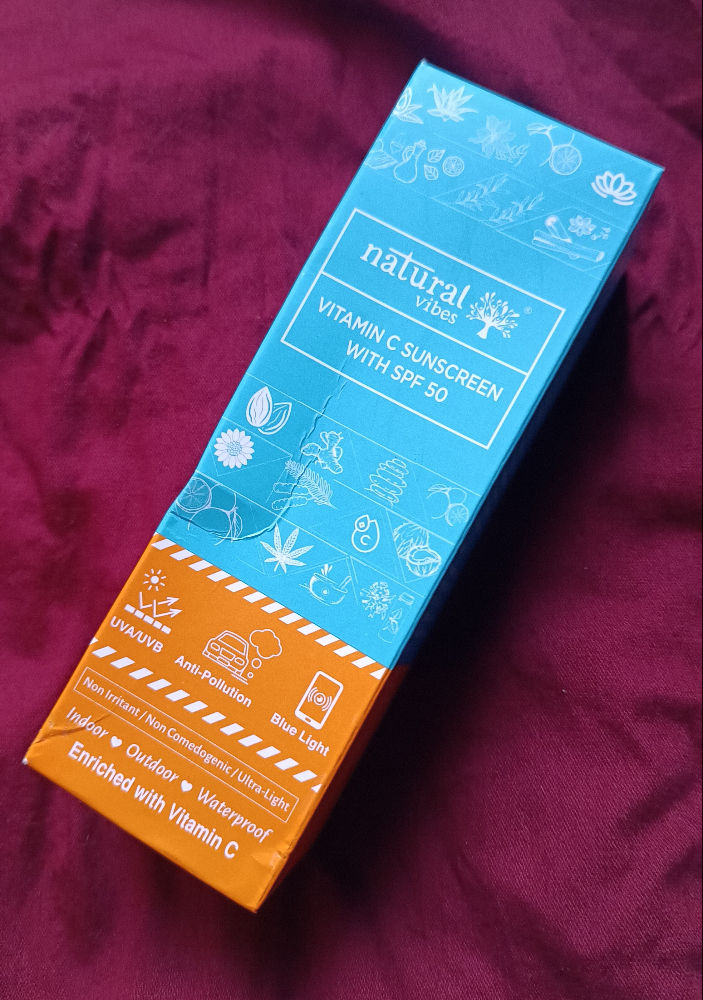 natural
vibes
®
VITAMIN C SUNSCREEN
WITH SPF 50
C
UVA/UVB
Anti-Pollution
Blue Light
Non Irritant / Non Comedogenic / Ultra-Light
Indoor ♥ Outdoor ♥ Waterproof
Enriched with Vitamin C